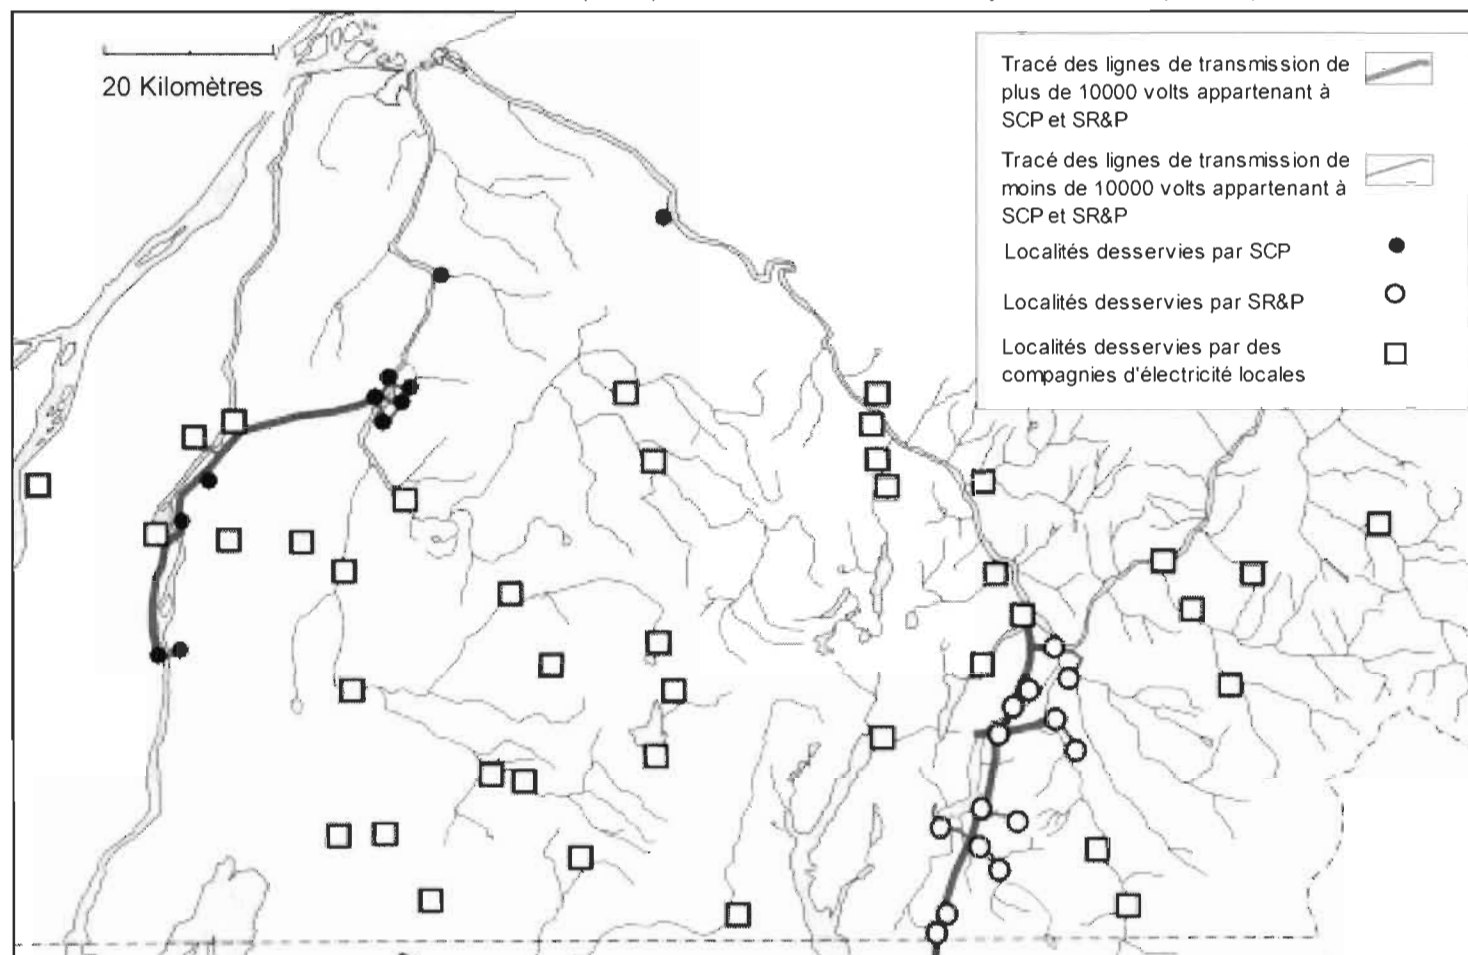 20 Kilomètres
Tracé des lignes de transmission de
plus de 10000 volts appartenant à
SCP et SR&P
Tracé des lignes de transmission de
moins de 10000 volts appartenant à
SCP et SR&P
Localités desservies par SCP
Localités desservies par SR&P
Localités desservies par des
compagnies d'électricité locales